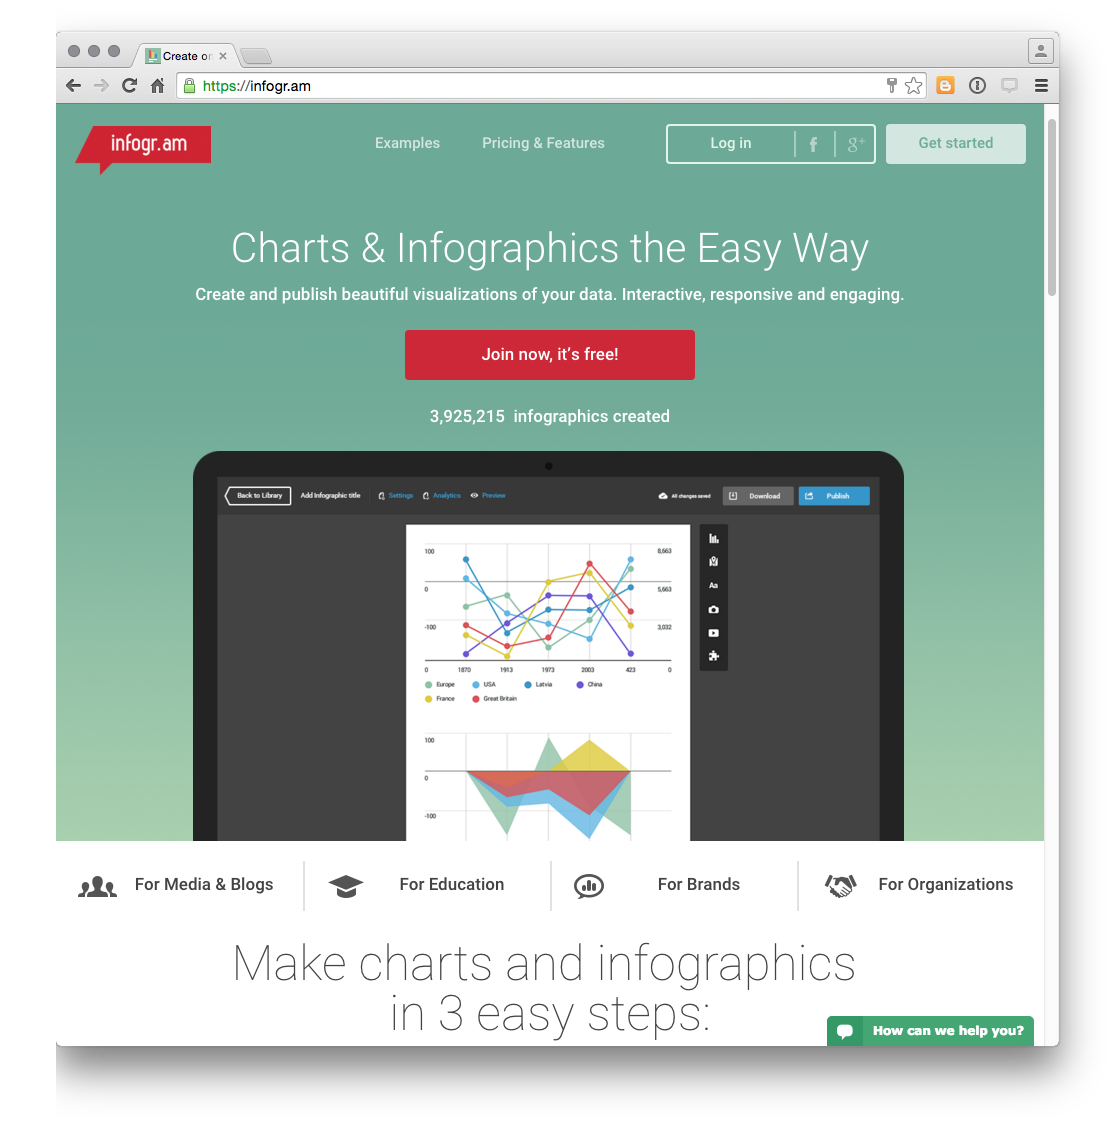 Create on
https://infogr.am
infogr.am
Examples
Pricing & Features
Log in
f
g+
Get started
Charts & Infographics the Easy Way
Create and publish beautiful visualizations of your data. Interactive, responsive and engaging.
Join now, it's free!
3,925,215 infographics created
Back to Library
Add Infographic title
Settings
Analytics
Preview
All changes saved
Download
Publish
Aa
100
0
-100
8,663
5,663
3,032
0 1870 1913 1973 2003 423 0
Europe USA Latvia China
France Great Britain
100
0
-100
For Media & Blogs
For Education
For Brands
For Organizations
Make charts and infographics
in 3 easy steps:
How can we help you?